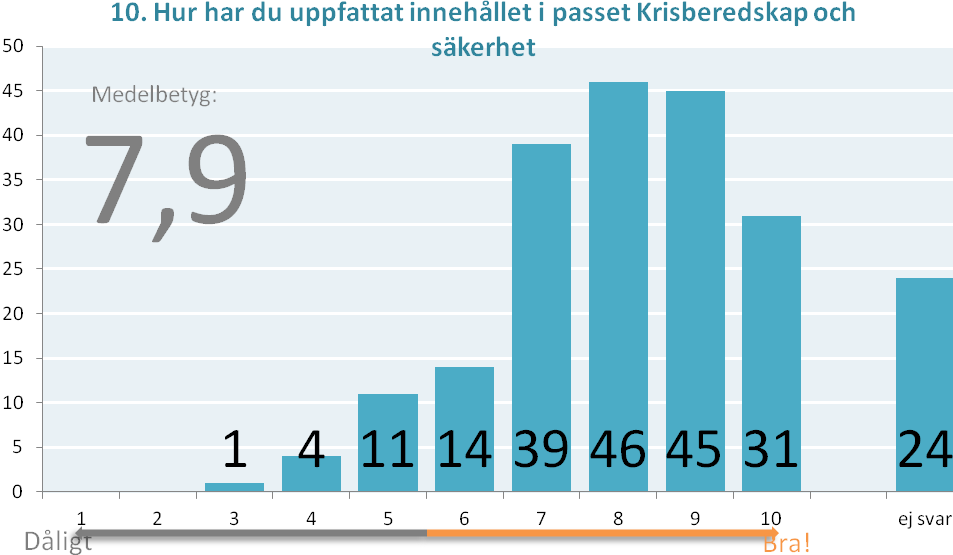 10. Hur har du uppfattat innehållet i passet Krisberedskap och
säkerhet
50
45
40
35
30
25
20
15
10
5
0
Medelbetyg:
7,9
1 4 11 14 39 46 45 31 24
1 2 3 4 5 6 7 8 9 10 ej svar
Dåligt Bra!